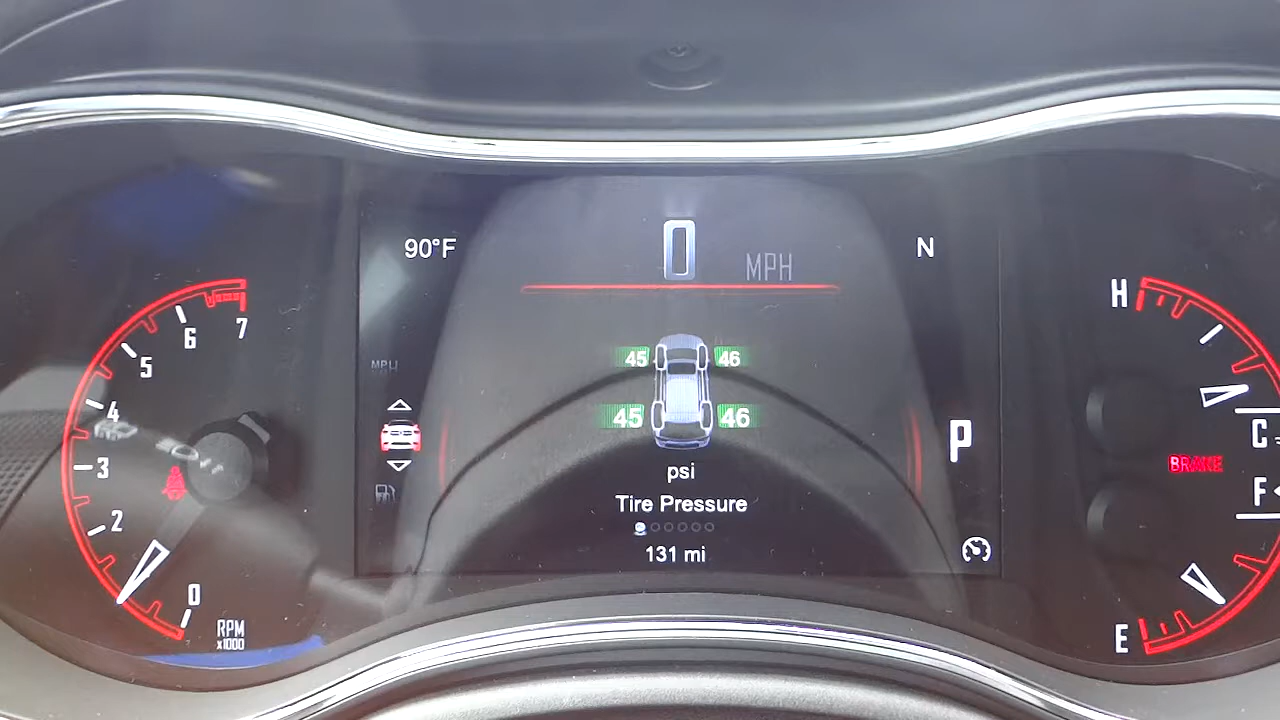 90°F
0 MPH
N
MPH
45 46
45 46
psi
Tire Pressure
131 mi
P
7
6
5
4
3
2
0
RPM
x1000
H
C
BRAKE
F
E